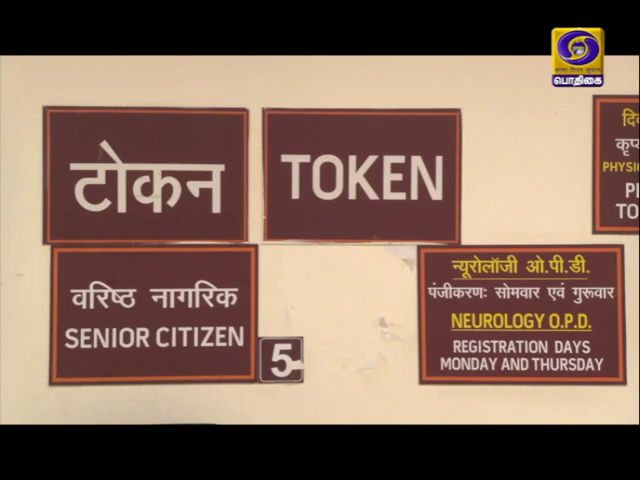 பொதிகை
टोकन
TOKEN
वरिष्ठ नागरिक
SENIOR CITIZEN
5
न्यूरोलॉजी ओ.पी.डी.
पंजीकरण: सोमवार एवं गुरूवार
NEUROLOGY O.P.D.
REGISTRATION DAYS
MONDAY AND THURSDAY